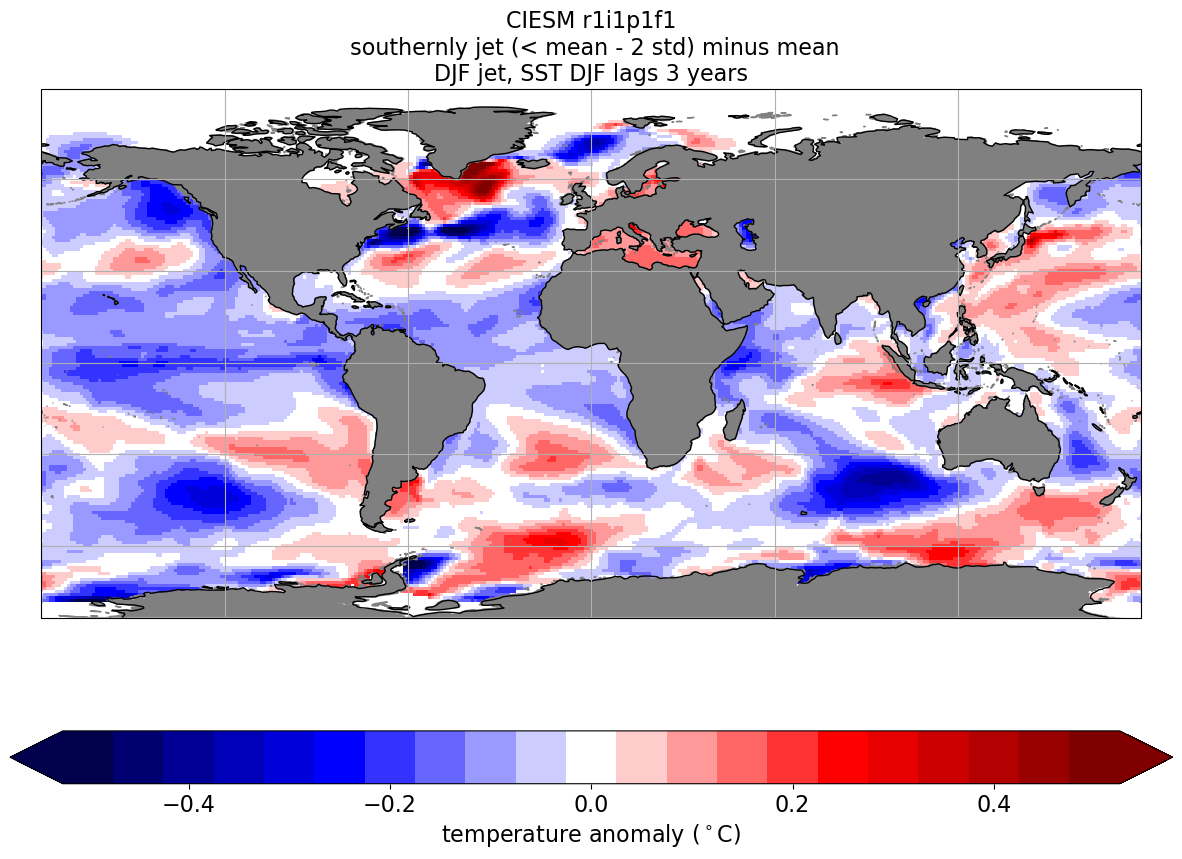 CIESM r1i1p1f1
southernly jet (< mean - 2 std) minus mean
DJF jet, SST DJF lags 3 years
−0.4 −0.2 0.0 0.2 0.4
temperature anomaly (°C)